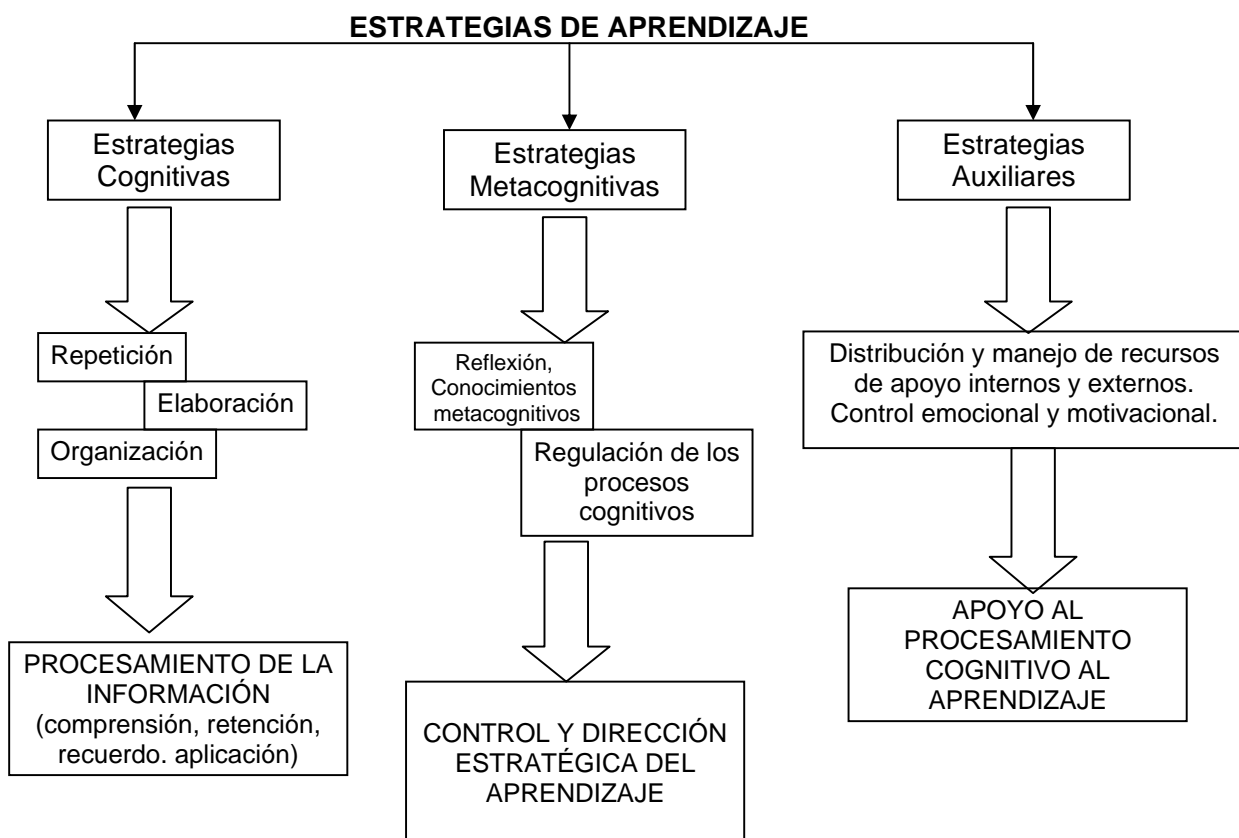 ESTRATEGIAS DE APRENDIZAJE
Estrategias
Cognitivas
Repetición
Elaboración
Organización
PROCESAMIENTO DE LA
INFORMACIÓN
(comprensión, retención,
recuerdo. aplicación)
Estrategias
Metacognitivas
Reflexión,
Conocimientos
metacognitivos
Regulación de los
procesos
cognitivos
CONTROL Y DIRECCIÓN
ESTRATÉGICA DEL
APRENDIZAJE
Estrategias
Auxiliares
Distribución y manejo de recursos
de apoyo internos y externos.
Control emocional y motivacional.
APOYO AL
PROCESAMIENTO
COGNITIVO AL
APRENDIZAJE